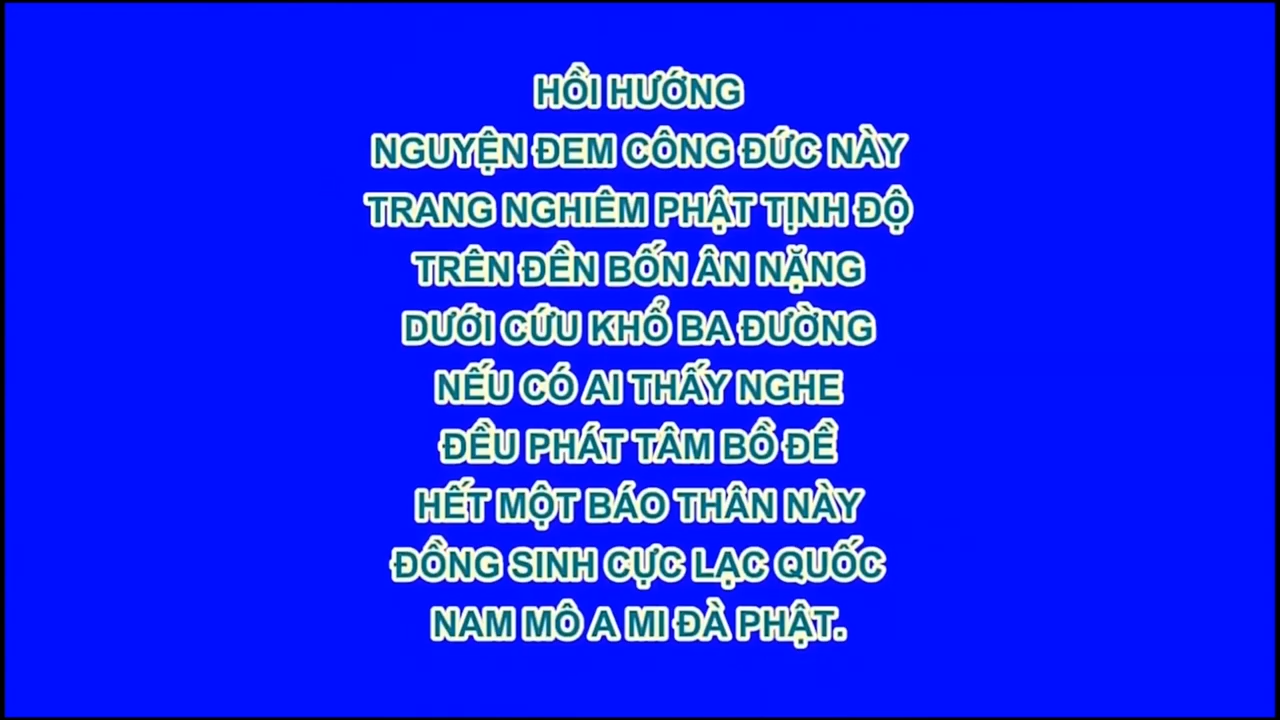 HỒI HƯỚNG
NGUYỆN ĐEM CÔNG ĐỨC NÀY
TRANG NGHIÊM PHẬT TỊNH ĐỘ
TRÊN ĐỀN BỐN ÂN NẶNG
DƯỚI CỨU KHỔ BA ĐƯỜNG
NẾU CÓ AI THẤY NGHE
ĐỀU PHÁT TÂM BỒ ĐỀ
HẾT MỘT BÁO THÂN NÀY
ĐỒNG SINH CỰC LẠC QUỐC
NAM MÔ A MI ĐÀ PHẬT.